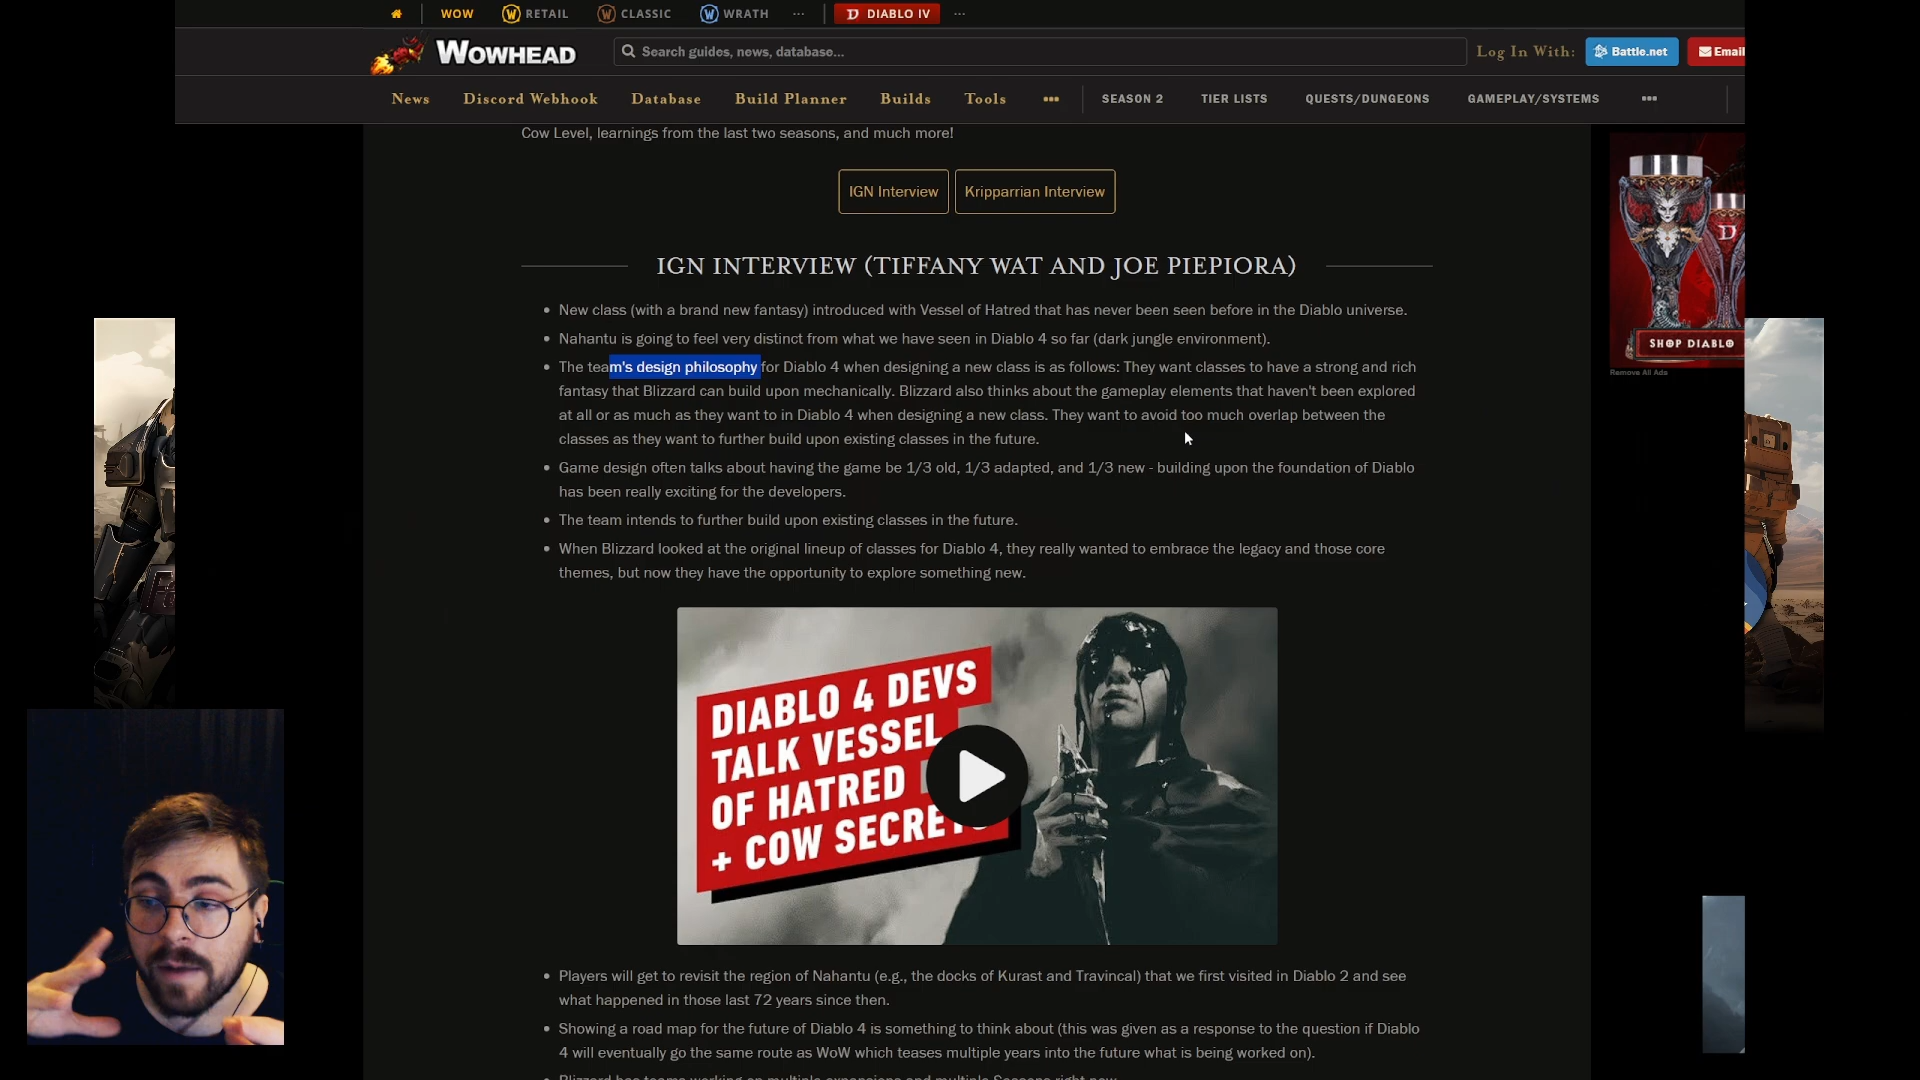 WOW RETAIL CLASSIC WRATH ... DIABLO IV ...
WOWHEAD Search guides, news, database... Log In With: Battle.net Email
News Discord Webhook Database Build Planner Builds Tools ... SEASON 2 TIER LISTS QUESTS/DUNGEONS GAMEPLAY/SYSTEMS ...
Cow Level, learnings from the last two seasons, and much more!
IGN Interview Kripparrian Interview
IGN INTERVIEW (TIFFANY WAT AND JOE PIEPIORA)
• New class (with a brand new fantasy) introduced with Vessel of Hatred that has never been seen before in the Diablo universe.
• Nahantu is going to feel very distinct from what we have seen in Diablo 4 so far (dark jungle environment).
• The team's design philosophy for Diablo 4 when designing a new class is as follows: They want classes to have a strong and rich
fantasy that Blizzard can build upon mechanically. Blizzard also thinks about the gameplay elements that haven't been explored
at all or as much as they want to in Diablo 4 when designing a new class. They want to avoid too much overlap between the
classes as they want to further build upon existing classes in the future.
• Game design often talks about having the game be 1/3 old, 1/3 adapted, and 1/3 new - building upon the foundation of Diablo
has been really exciting for the developers.
• The team intends to further build upon existing classes in the future.
• When Blizzard looked at the original lineup of classes for Diablo 4, they really wanted to embrace the legacy and those core
themes, but now they have the opportunity to explore something new.
SHOP DIABLO
Remove All Ads
DIABLO 4 DEVS
TALK VESSEL
OF HATRED
+ COW SECRETS
• Players will get to revisit the region of Nahantu (e.g., the docks of Kurast and Travincal) that we first visited in Diablo 2 and see
what happened in those last 72 years since then.
• Showing a road map for the future of Diablo 4 is something to think about (this was given as a response to the question if Diablo
4 will eventually go the same route as WoW which teases multiple years into the future what is being worked on).
• Blizzard has teams working on multiple expansions and multiple Seasons right now.